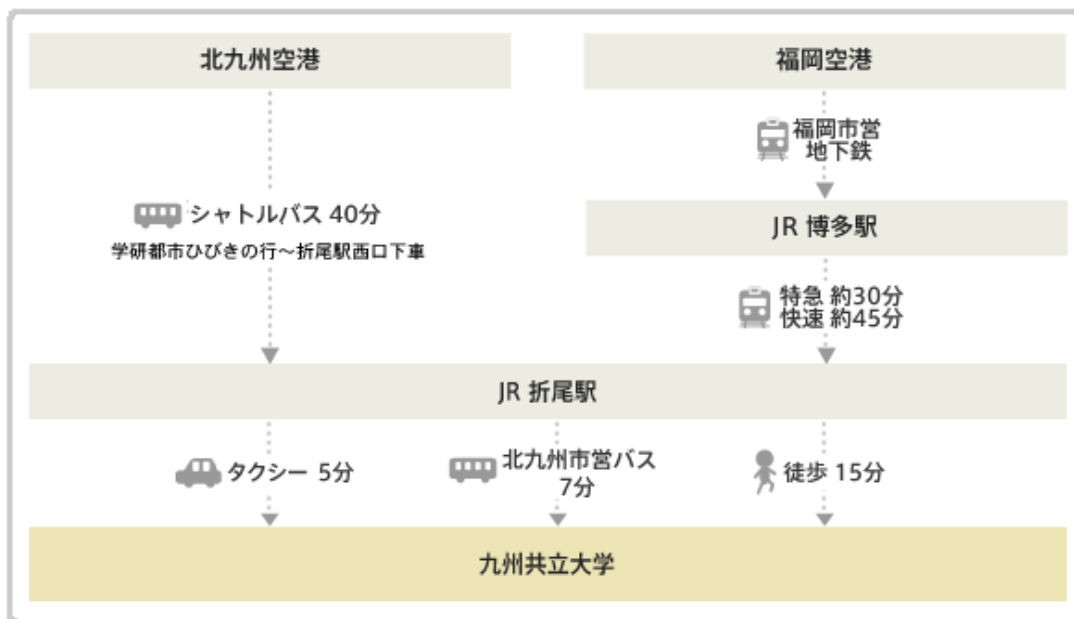 北九州空港
福岡空港
福岡市営
地下鉄
シャトルバス 40分
学研都市ひびきの行～折尾駅西口下車
JR 博多駅
特急 約30分
快速 約45分
JR 折尾駅
タクシー 5分
北九州市営バス
7分
徒歩 15分
九州共立大学